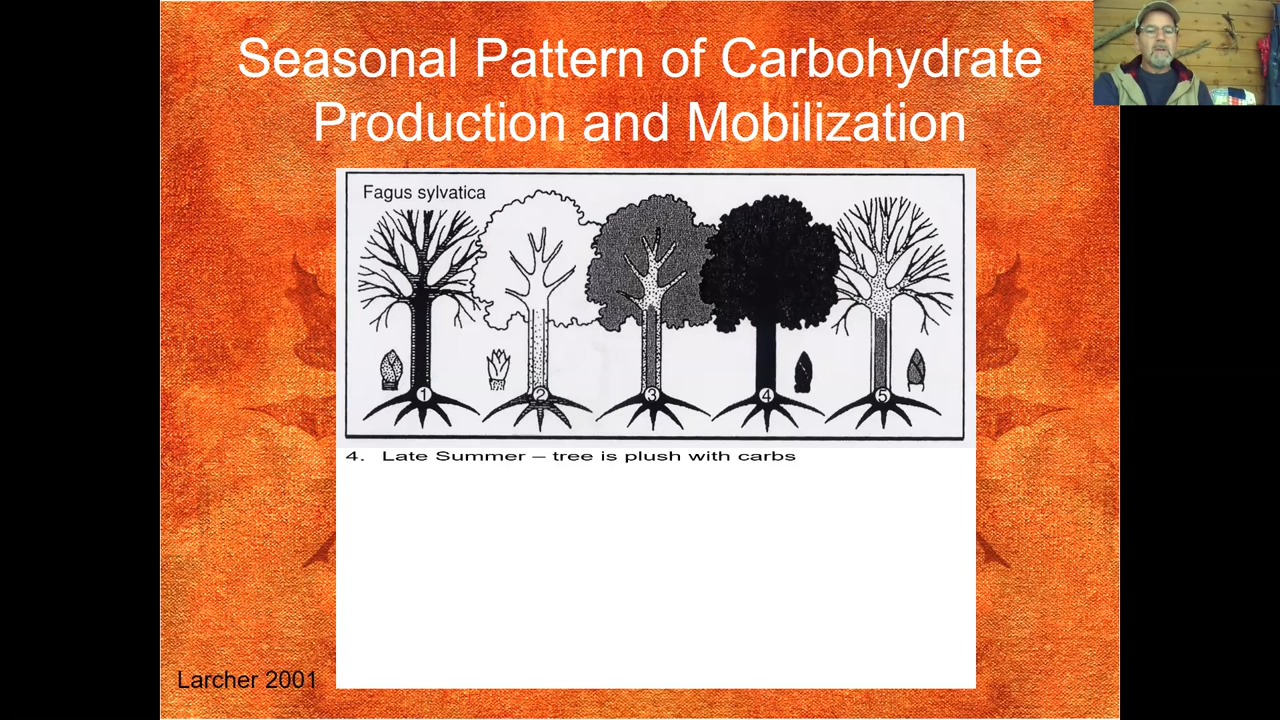 Seasonal Pattern of Carbohydrate
Production and Mobilization
Fagus sylvatica
1 2 3 4 5
4. Late Summer – tree is plush with carbs
Larcher 2001